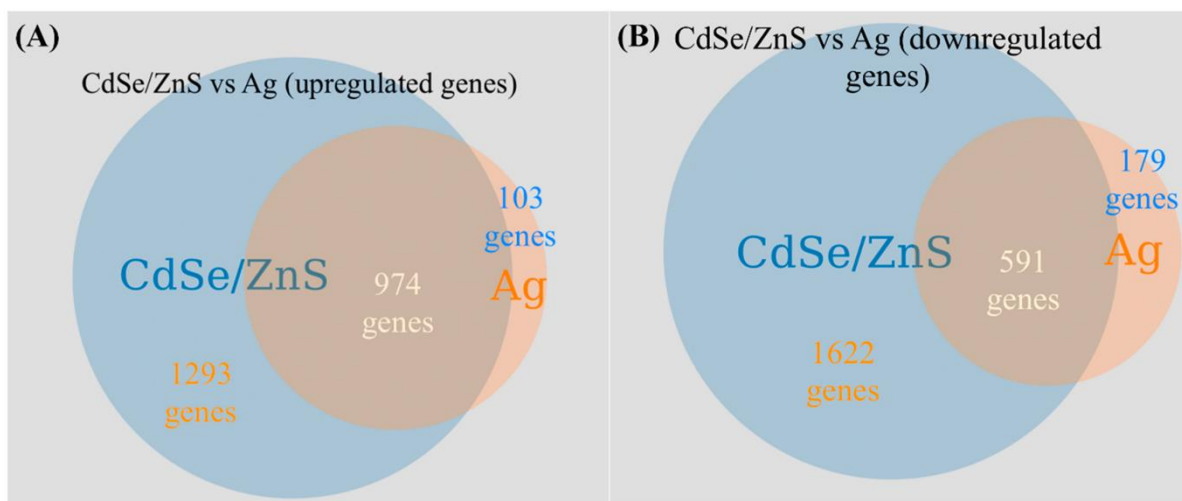 (A)
CdSe/ZnS vs Ag (upregulated genes)
103
genes
CdSe/ZnS
974
genes
Ag
1293
genes
(B) CdSe/ZnS vs Ag (downregulated
genes)
179
genes
CdSe/ZnS
591
genes
Ag
1622
genes